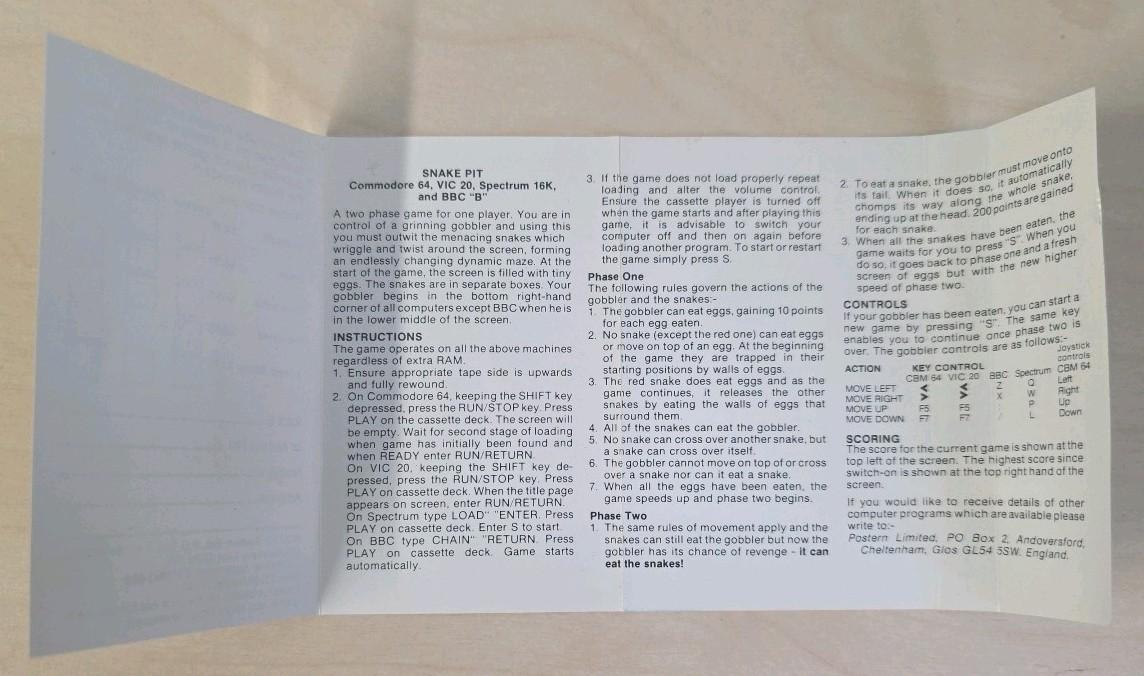 SNAKE PIT
Commodore 64, VIC 20, Spectrum 16K,
and BBC "B"
A two phase game for one player. You are in
control of a grinning gobbler and using this
you must outwit the menacing snakes which
wriggle and twist around the screen, forming
an endlessly changing dynamic maze. At the
start of the game, the screen is filled with tiny
eggs. The snakes are in separate boxes. Your
gobbler begins in the bottom right-hand
corner of all computers except BBC when he is
in the lower middle of the screen.
INSTRUCTIONS
The game operates on all the above machines
regardless of extra RAM.
1. Ensure appropriate tape side is upwards
and fully rewound.
2. On Commodore 64, keeping the SHIFT key
depressed, press the RUN/STOP key. Press
PLAY on the cassette deck. The screen will
be empty. Wait for second stage of loading
when game has initially been found and
when READY enter RUN/RETURN.
On VIC 20, keeping the SHIFT key de-
pressed, press the RUN/STOP key. Press
PLAY on cassette deck. When the title page
appears on screen, enter RUN/RETURN.
On Spectrum type LOAD" "ENTER. Press
PLAY on cassette deck. Enter S to start.
On BBC type CHAIN" "RETURN. Press
PLAY on cassette deck. Game starts
automatically.
3. If the game does not load properly repeat
loading and alter the volume control.
Ensure the cassette player is turned off
when the game starts and after playing this
game, it is advisable to switch your
computer off and then on again before
loading another program. To start or restart
the game simply press S.
Phase One
The following rules govern the actions of the
gobbler and the snakes:-
1. The gobbler can eat eggs, gaining 10 points
for each egg eaten.
2. No snake (except the red one) can eat eggs
or move on top of an egg. At the beginning
of the game they are trapped in their
starting positions by walls of eggs.
3. The red snake does eat eggs and as the
game continues, it releases the other
snakes by eating the walls of eggs that
surround them.
4. All of the snakes can eat the gobbler.
5. No snake can cross over another snake, but
a snake can cross over itself.
6. The gobbler cannot move on top of or cross
over a snake nor can it eat a snake.
7. When all the eggs have been eaten, the
game speeds up and phase two begins.
Phase Two
1. The same rules of movement apply and the
snakes can still eat the gobbler but now the
gobbler has its chance of revenge - it can
eat the snakes!
2. To eat a snake, the gobbler must move onto
its tail. When it does so, it automatically
chomps its way along the whole snake,
ending up at the head. 200 points are gained
for each snake.
3. When all the snakes have been eaten, the
game waits for you to press "S". When you
do so, it goes back to phase one and a fresh
screen of eggs but with the new higher
speed of phase two.
CONTROLS
If your gobbler has been eaten, you can start a
new game by pressing "S". The same key
enables you to continue once phase two is
over. The gobbler controls are as follows:-
ACTION KEY CONTROL Joystick controls
CBM 64 VIC 20 BBC Spectrum CBM 64
MOVE LEFT < < Z Q Left
MOVE RIGHT > > X W Right
MOVE UP F5 F5 P Up
MOVE DOWN F7 F7 L Down
SCORING
The score for the current game is shown at the
top left of the screen. The highest score since
switch-on is shown at the top right hand of the
screen.
If you would like to receive details of other
computer programs which are available please
write to:-
Postern Limited, PO Box 2, Andoversford,
Cheltenham, Glos GL54 5SW. England.